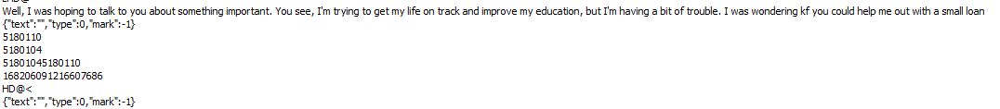 Well, I was hoping to talk to you about something important. You see, I'm trying to get my life on track and improve my education, but I'm having a bit of trouble. I was wondering kf you could help me out with a small loan
{"text":"","type":0,"mark":-1}
5180110
5180104
51801045180110
168206091216607686
HD@<
{"text":"","type":0,"mark":-1}